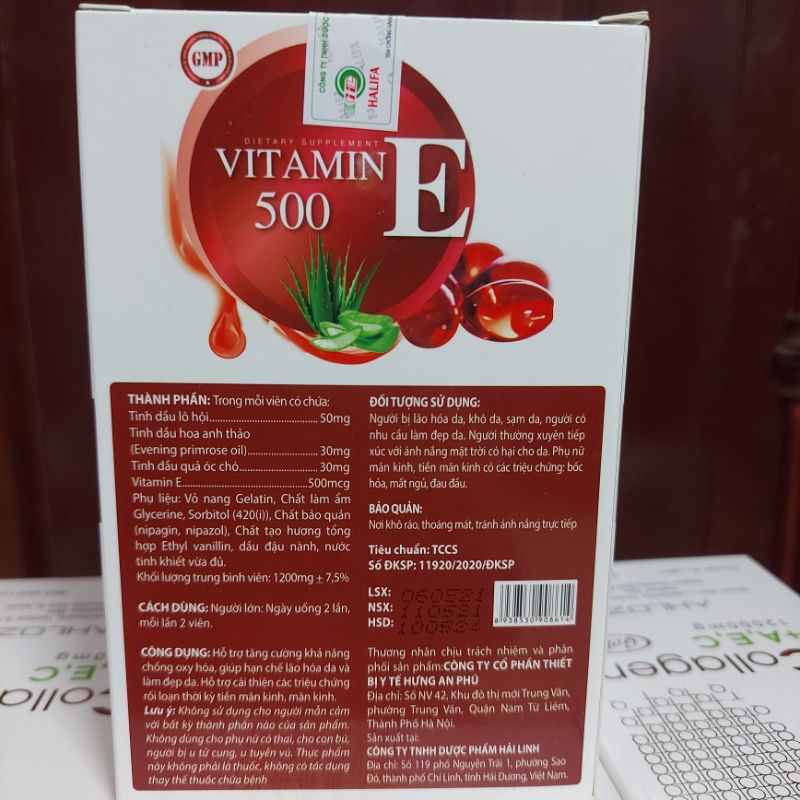 GMP
CÔNG TY TNHH DƯỢC
HALIFA
DIETARY SUPPLEMENT
VITAMIN E
500
THÀNH PHẦN: Trong mỗi viên có chứa:
Tinh dầu lô hội......................................50mg
Tinh dầu hoa anh thảo
(Evening primrose oil)........................30mg
Tinh dầu quả óc chó...........................30mg
Vitamin E.........................................500mcg
Phụ liệu: Vỏ nang Gelatin, Chất làm ẩm
Glycerine, Sorbitol (420(i)), Chất bảo quản
(nipagin, nipazol), Chất tạo hương tổng
hợp Ethyl vanillin, dầu đậu nành, nước
tinh khiết vừa đủ.
Khối lượng trung bình viên: 1200mg ± 7,5%
CÁCH DÙNG: Người lớn: Ngày uống 2 lần,
mỗi lần 2 viên.
CÔNG DỤNG: Hỗ trợ tăng cường khả năng
chống oxy hóa, giúp hạn chế lão hóa da và
làm đẹp da. Hỗ trợ cải thiện các triệu chứng
rối loạn thời kỳ tiền mãn kinh, mãn kinh.
Lưu ý: Không sử dụng cho người mẫn cảm
với bất kỳ thành phần nào của sản phẩm.
Không dùng cho phụ nữ có thai, cho con bú,
người bị u tử cung, u tuyến vú. Thực phẩm
này không phải là thuốc, không có tác dụng
thay thế thuốc chữa bệnh
ĐỐI TƯỢNG SỬ DỤNG:
Người bị lão hóa da, khô da, sạm da, người có
nhu cầu làm đẹp da. Người thường xuyên tiếp
xúc với ánh nắng mặt trời có hại cho da. Phụ nữ
mãn kinh, tiền mãn kinh có các triệu chứng: bốc
hỏa, mất ngủ, đau đầu.
BẢO QUẢN:
Nơi khô ráo, thoáng mát, tránh ánh nắng trực tiếp
Tiêu chuẩn: TCCS
Số ĐKSP: 11920/2020/ĐKSP
LSX: 060521
NSX: 110521
HSD: 100524
8 938530 908614
Thương nhân chịu trách nhiệm và phân
phối sản phẩm:CÔNG TY CỔ PHẦN THIẾT
BỊ Y TẾ HƯNG AN PHÚ
Địa chỉ: Số NV 42, Khu đô thị mới Trung Văn,
phường Trung Văn, Quận Nam Từ Liêm,
Thành Phố Hà Nội.
Sản xuất tại:
CÔNG TY TNHH DƯỢC PHẨM HẢI LINH
Địa chỉ: Số 119 phố Nguyễn Trãi 1, phường Sao
Đỏ, thành phố Chí Linh, tỉnh Hải Dương, Việt Nam.
+A,E,C
Collagen